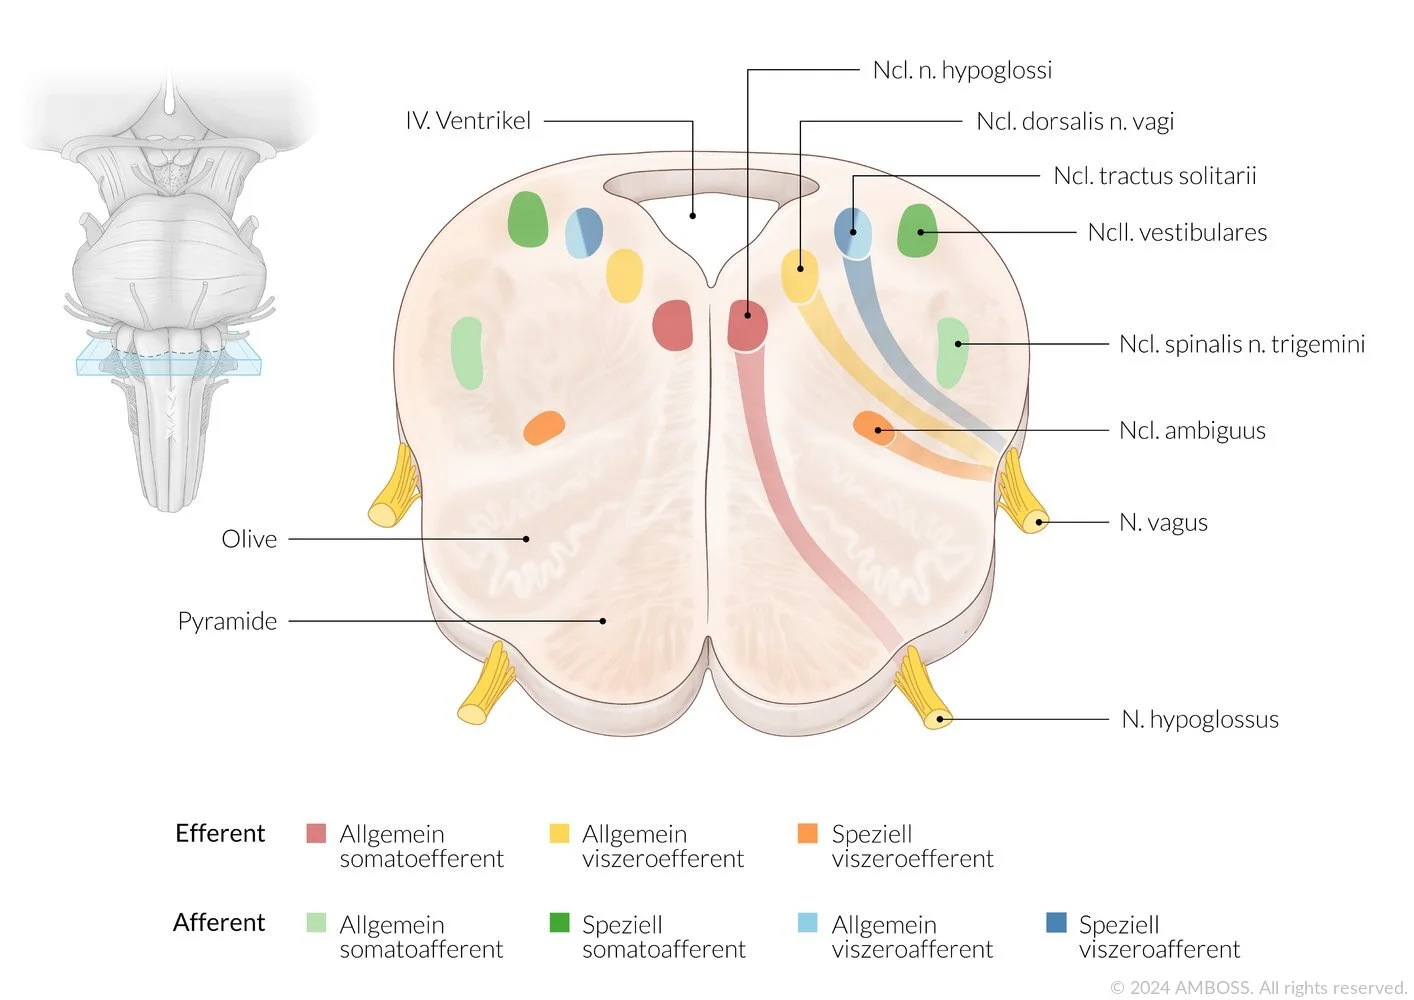 Ncl. n. hypoglossi
IV. Ventrikel
Ncl. dorsalis n. vagi
Ncl. tractus solitarii
Ncll. vestibulares
Ncl. spinalis n. trigemini
Ncl. ambiguus
N. vagus
Olive
Pyramide
N. hypoglossus
Efferent
Allgemein
somatoefferent
Allgemein
viszeroefferent
Speziell
viszeroefferent
Afferent
Allgemein
somatoafferent
Speziell
somatoafferent
Allgemein
viszeroafferent
Speziell
viszeroafferent
© 2024 AMBOSS. All rights reserved.